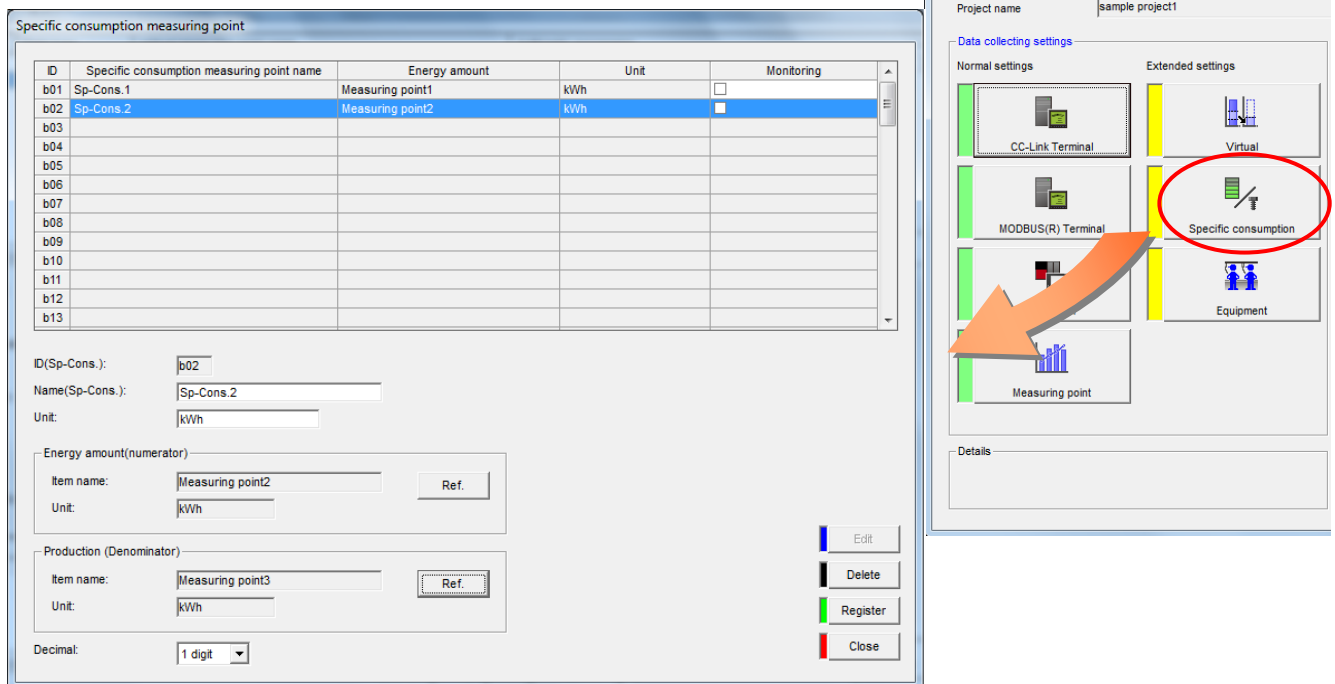 Specific consumption measuring point
ID Specific consumption measuring point name Energy amount Unit Monitoring
b01 Sp-Cons.1 Measuring point1 kWh
b02 Sp-Cons.2 Measuring point2 kWh
b03
b04
b05
b06
b07
b08
b09
b10
b11
b12
b13
ID(Sp-Cons.): b02
Name(Sp-Cons.): Sp-Cons.2
Unit: kWh
Energy amount(numerator)
Item name: Measuring point2 Ref.
Unit: kWh
Production (Denominator)
Item name: Measuring point3 Ref.
Unit: kWh
Decimal: 1 digit
Edit
Delete
Register
Close
Project name sample project1
Data collecting settings
Normal settings Extended settings
CC-Link Terminal Virtual
MODBUS(R) Terminal Specific consumption
Equipment
Measuring point
Details